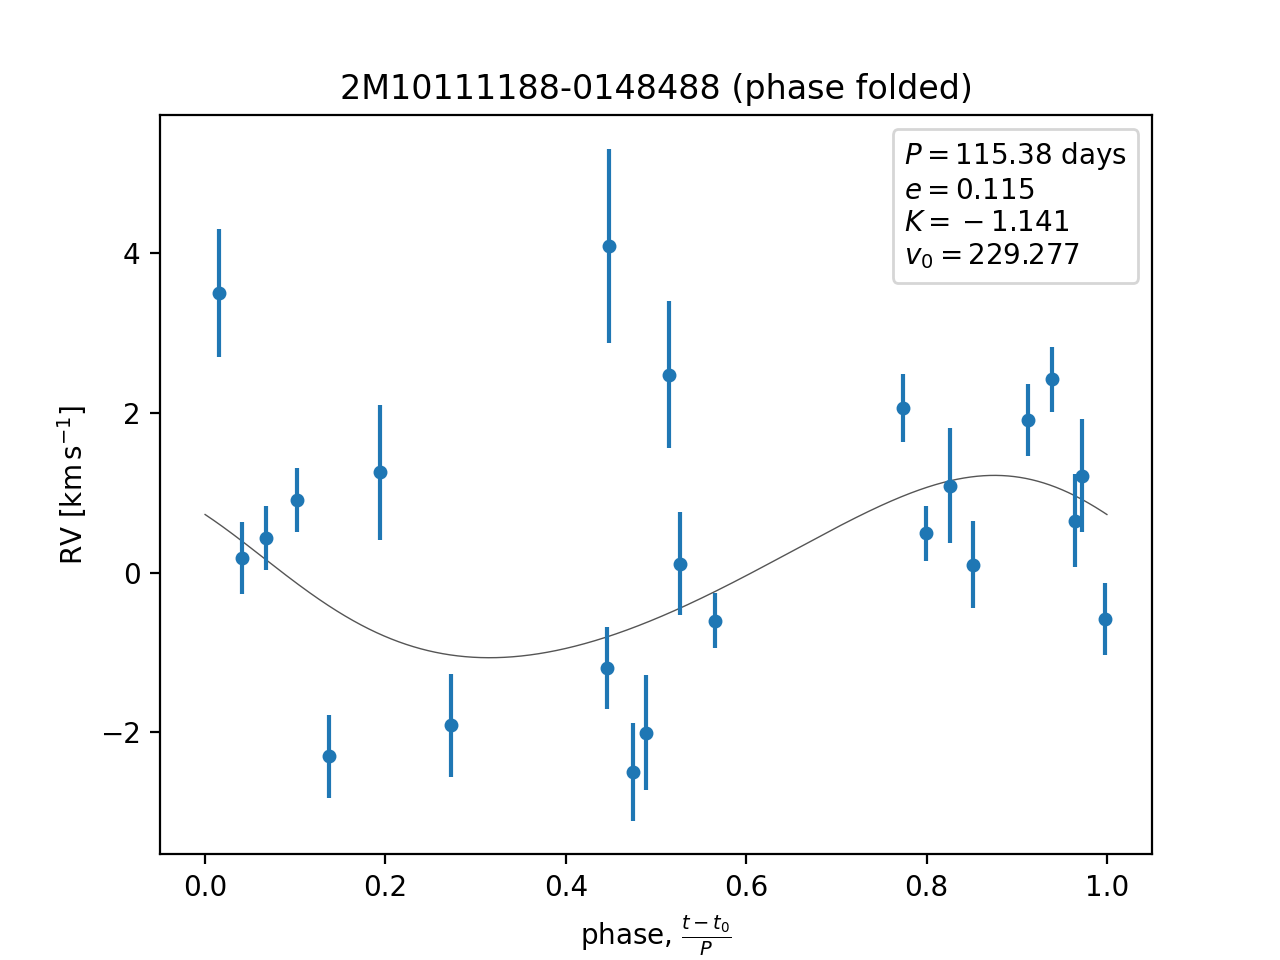 2M10111188-0148488 (phase folded)
P = 115.38 days
e = 0.115
K = −1.141
v₀ = 229.277
RV [km s⁻¹]
4
2
0
−2
0.0 0.2 0.4 0.6 0.8 1.0
phase, (t − t₀)/P